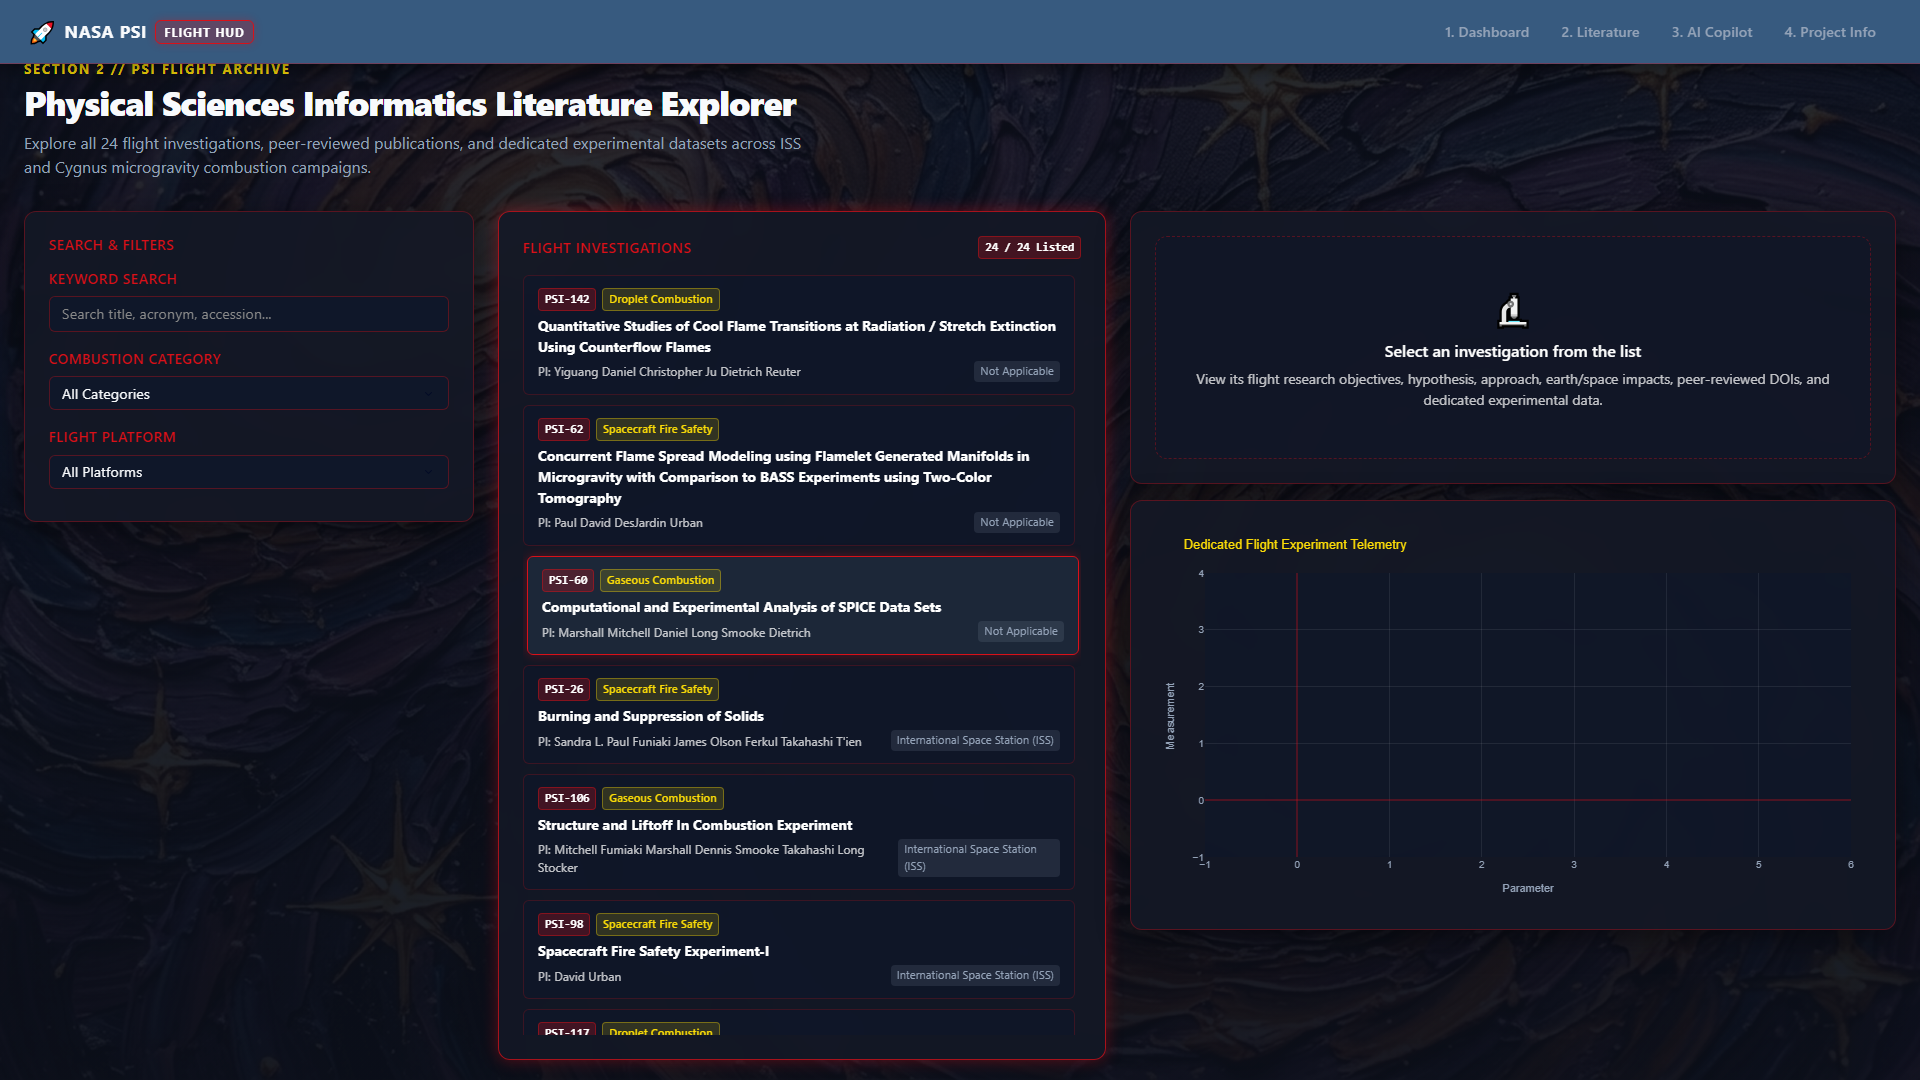 NASA PSI FLIGHT HUD
1. Dashboard
2. Literature
3. AI Copilot
4. Project Info
SECTION 2 // PSI FLIGHT ARCHIVE
Physical Sciences Informatics Literature Explorer
Explore all 24 flight investigations, peer-reviewed publications, and dedicated experimental datasets across ISS
and Cygnus microgravity combustion campaigns.
SEARCH & FILTERS
KEYWORD SEARCH
Search title, acronym, accession...
COMBUSTION CATEGORY
All Categories
FLIGHT PLATFORM
All Platforms
FLIGHT INVESTIGATIONS
24 / 24 Listed
PSI-142 Droplet Combustion
Quantitative Studies of Cool Flame Transitions at Radiation / Stretch Extinction
Using Counterflow Flames
PI: Yiguang Daniel Christopher Ju Dietrich Reuter
Not Applicable
PSI-62 Spacecraft Fire Safety
Concurrent Flame Spread Modeling using Flamelet Generated Manifolds in
Microgravity with Comparison to BASS Experiments using Two-Color
Tomography
PI: Paul David DesJardin Urban
Not Applicable
PSI-60 Gaseous Combustion
Computational and Experimental Analysis of SPICE Data Sets
PI: Marshall Mitchell Daniel Long Smooke Dietrich
Not Applicable
PSI-26 Spacecraft Fire Safety
Burning and Suppression of Solids
PI: Sandra L. Paul Funiaki James Olson Ferkul Takahashi T'ien
International Space Station (ISS)
PSI-106 Gaseous Combustion
Structure and Liftoff In Combustion Experiment
PI: Mitchell Fumiaki Marshall Dennis Smooke Takahashi Long
Stocker
International Space Station
(ISS)
PSI-98 Spacecraft Fire Safety
Spacecraft Fire Safety Experiment-I
PI: David Urban
International Space Station (ISS)
PSI-117 Droplet Combustion
Select an investigation from the list
View its flight research objectives, hypothesis, approach, earth/space impacts, peer-reviewed DOIs, and
dedicated experimental data.
Dedicated Flight Experiment Telemetry
4
3
2
1
0
−1
Measurement
−1 0 1 2 3 4 5 6
Parameter